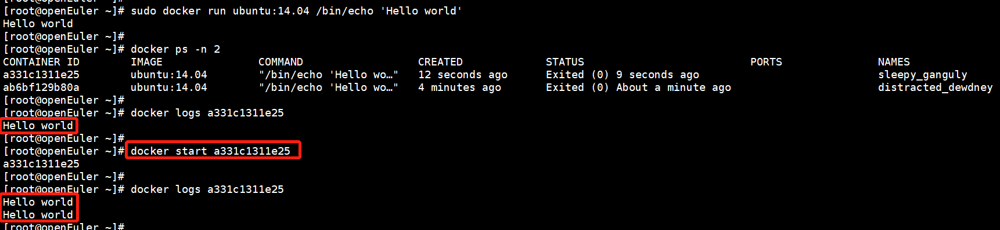 [root@openEuler ~]#
[root@openEuler ~]# sudo docker run ubuntu:14.04 /bin/echo 'Hello world'
Hello world
[root@openEuler ~]#
[root@openEuler ~]# docker ps -n 2
CONTAINER ID        IMAGE               COMMAND                  CREATED             STATUS                          PORTS               NAMES
a331c1311e25        ubuntu:14.04        "/bin/echo 'Hello wo…"   12 seconds ago      Exited (0) 9 seconds ago                            sleepy_ganguly
ab6bf129b80a        ubuntu:14.04        "/bin/echo 'Hello wo…"   4 minutes ago       Exited (0) About a minute ago                       distracted_dewdney
[root@openEuler ~]#
[root@openEuler ~]# docker logs a331c1311e25
Hello world
[root@openEuler ~]#
[root@openEuler ~]# docker start a331c1311e25
a331c1311e25
[root@openEuler ~]#
[root@openEuler ~]# docker logs a331c1311e25
Hello world
Hello world
[root@openEuler ~]#